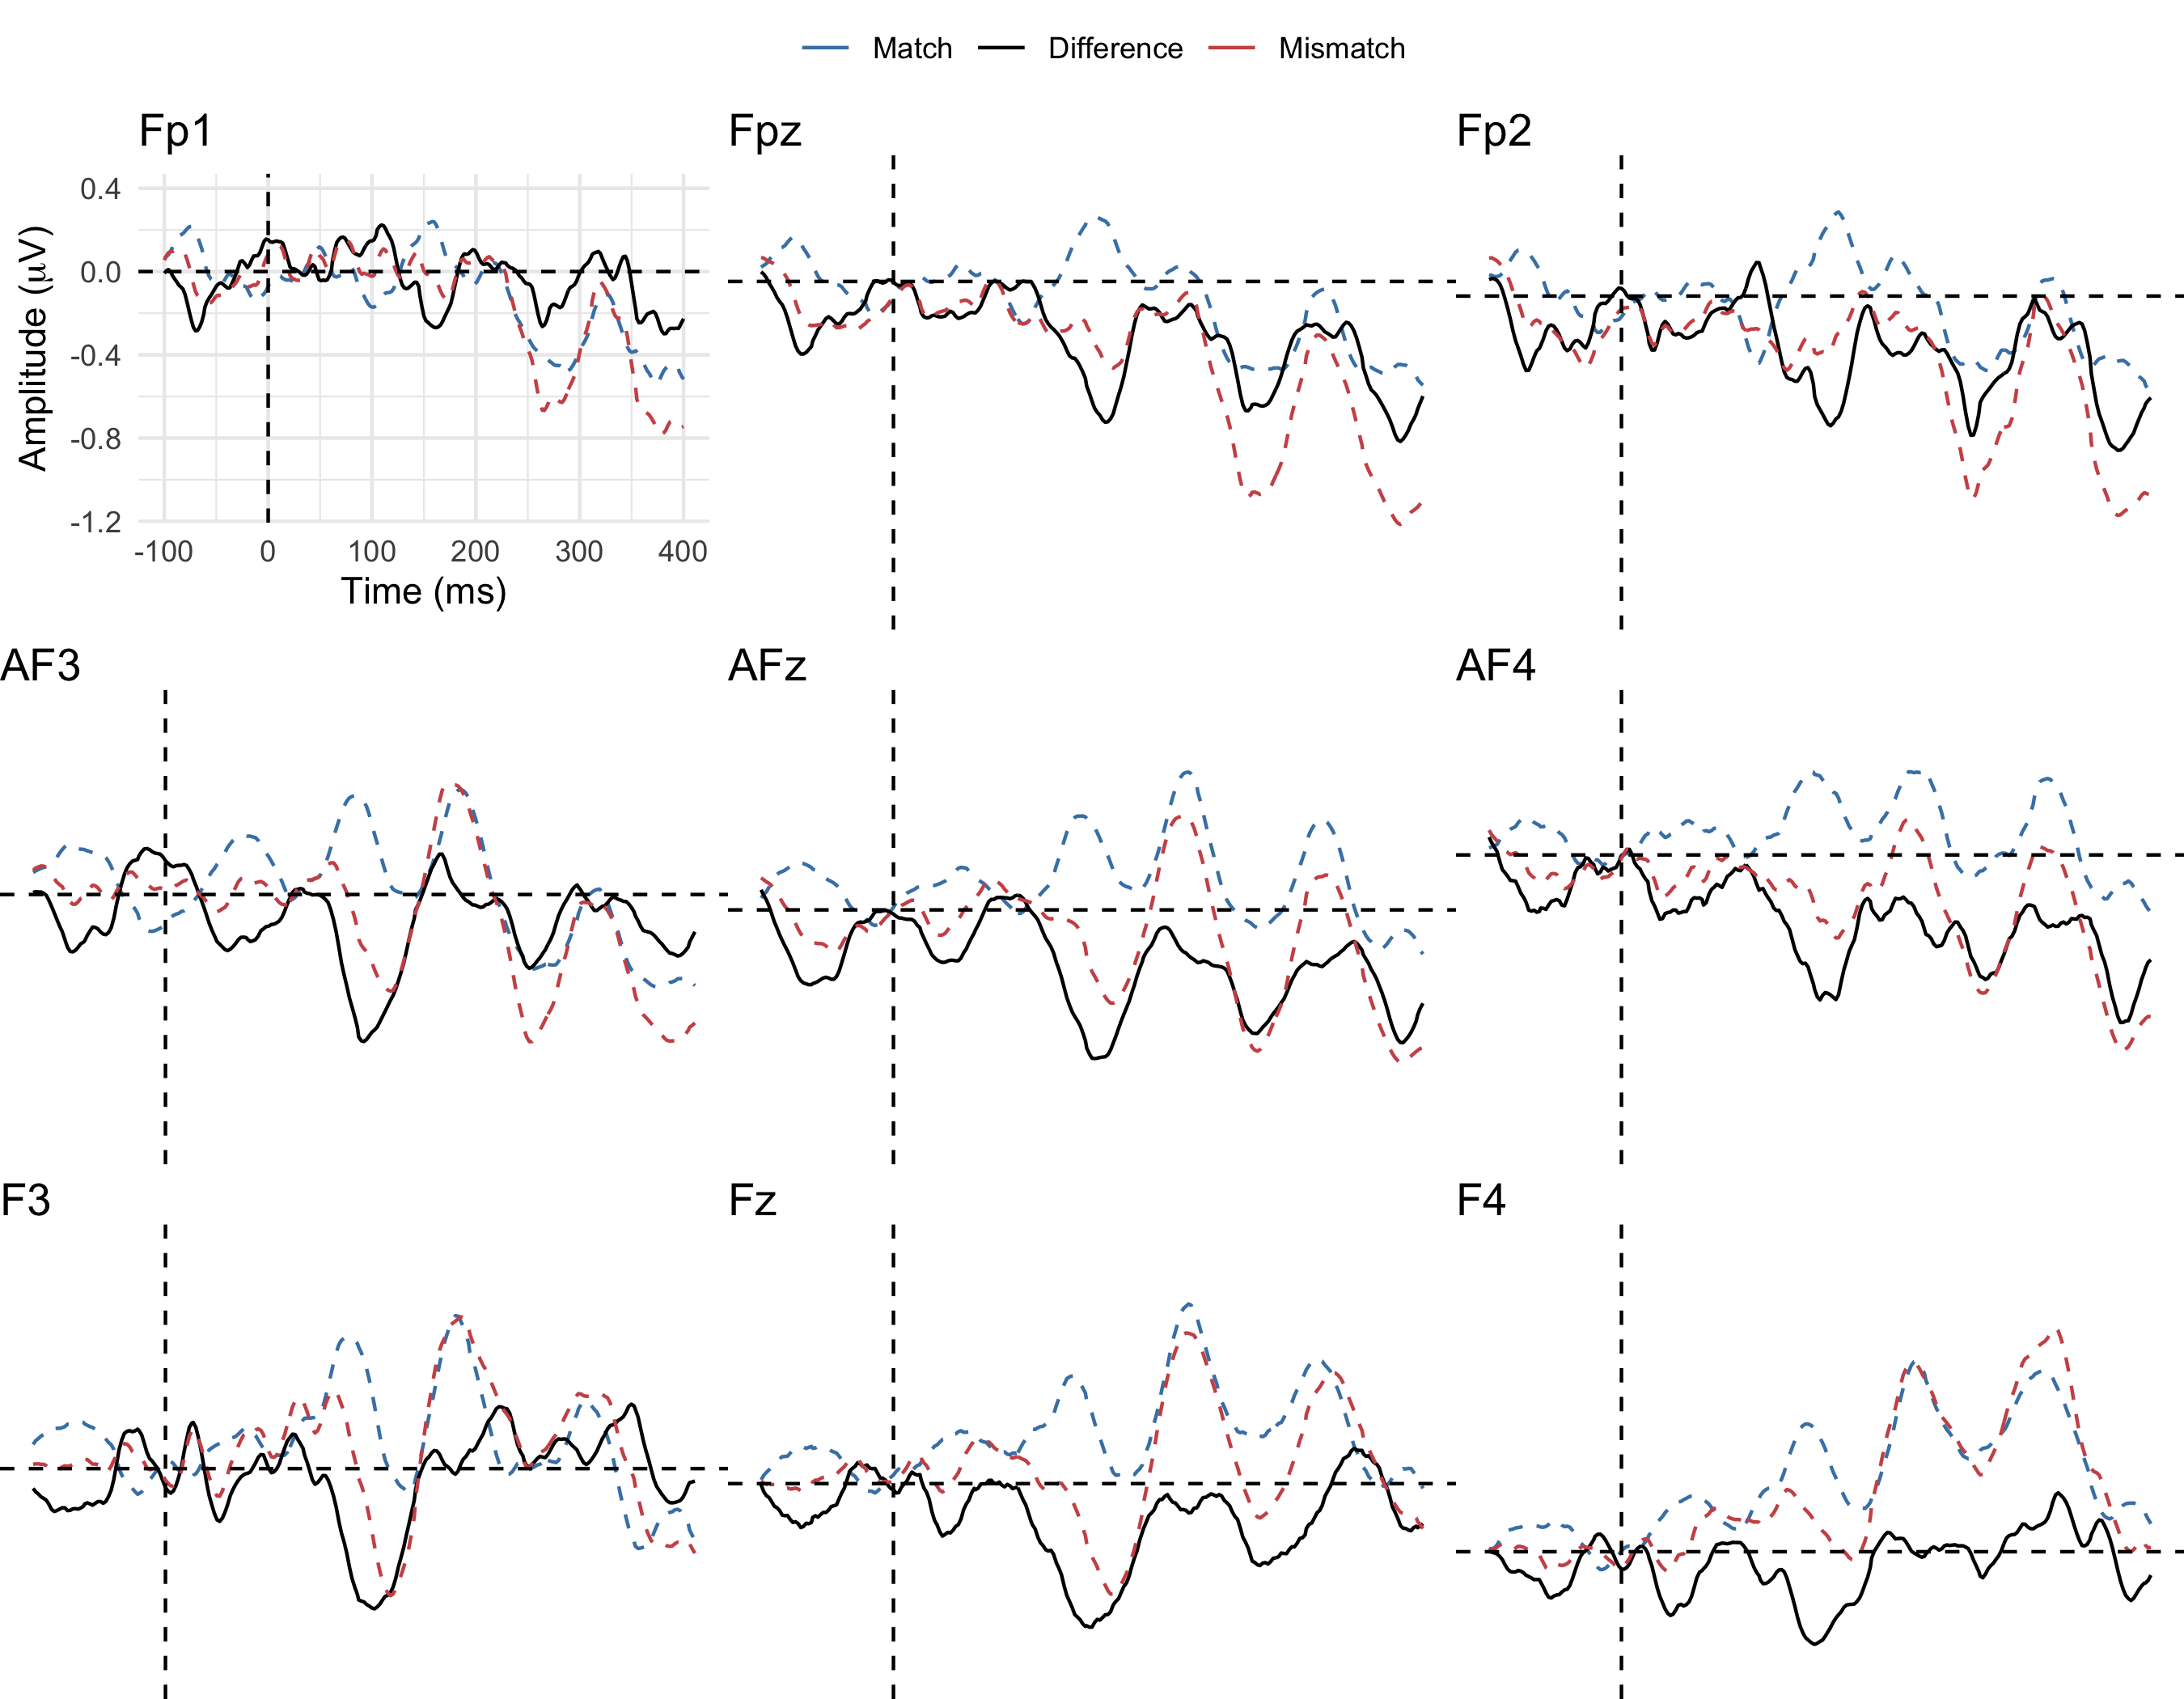 Match Difference Mismatch
Fp1
Fpz
Fp2
Amplitude (μV)
0.4
0.0
-0.4
-0.8
-1.2
-100 0 100 200 300 400
Time (ms)
AF3
AFz
AF4
F3
Fz
F4